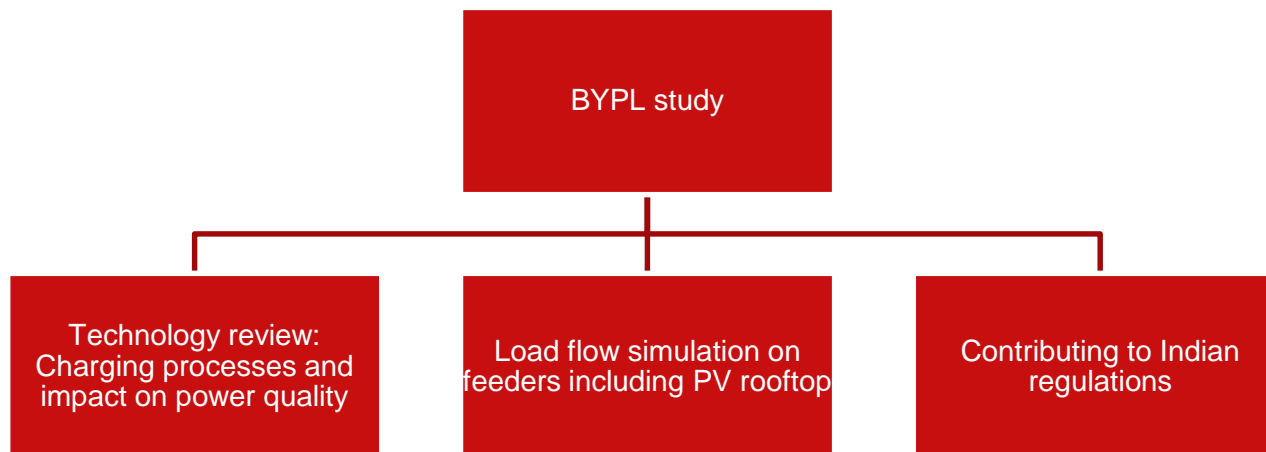 BYPL study
Technology review:
Charging processes and
impact on power quality
Load flow simulation on
feeders including PV rooftop
Contributing to Indian
regulations